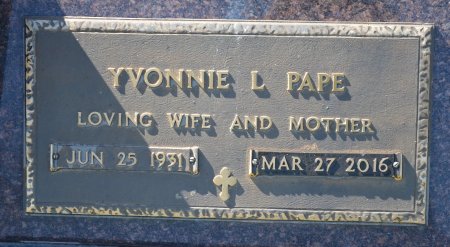 YVONNIE L PAPE
LOVING WIFE AND MOTHER
JUN 25 1931 MAR 27 2016